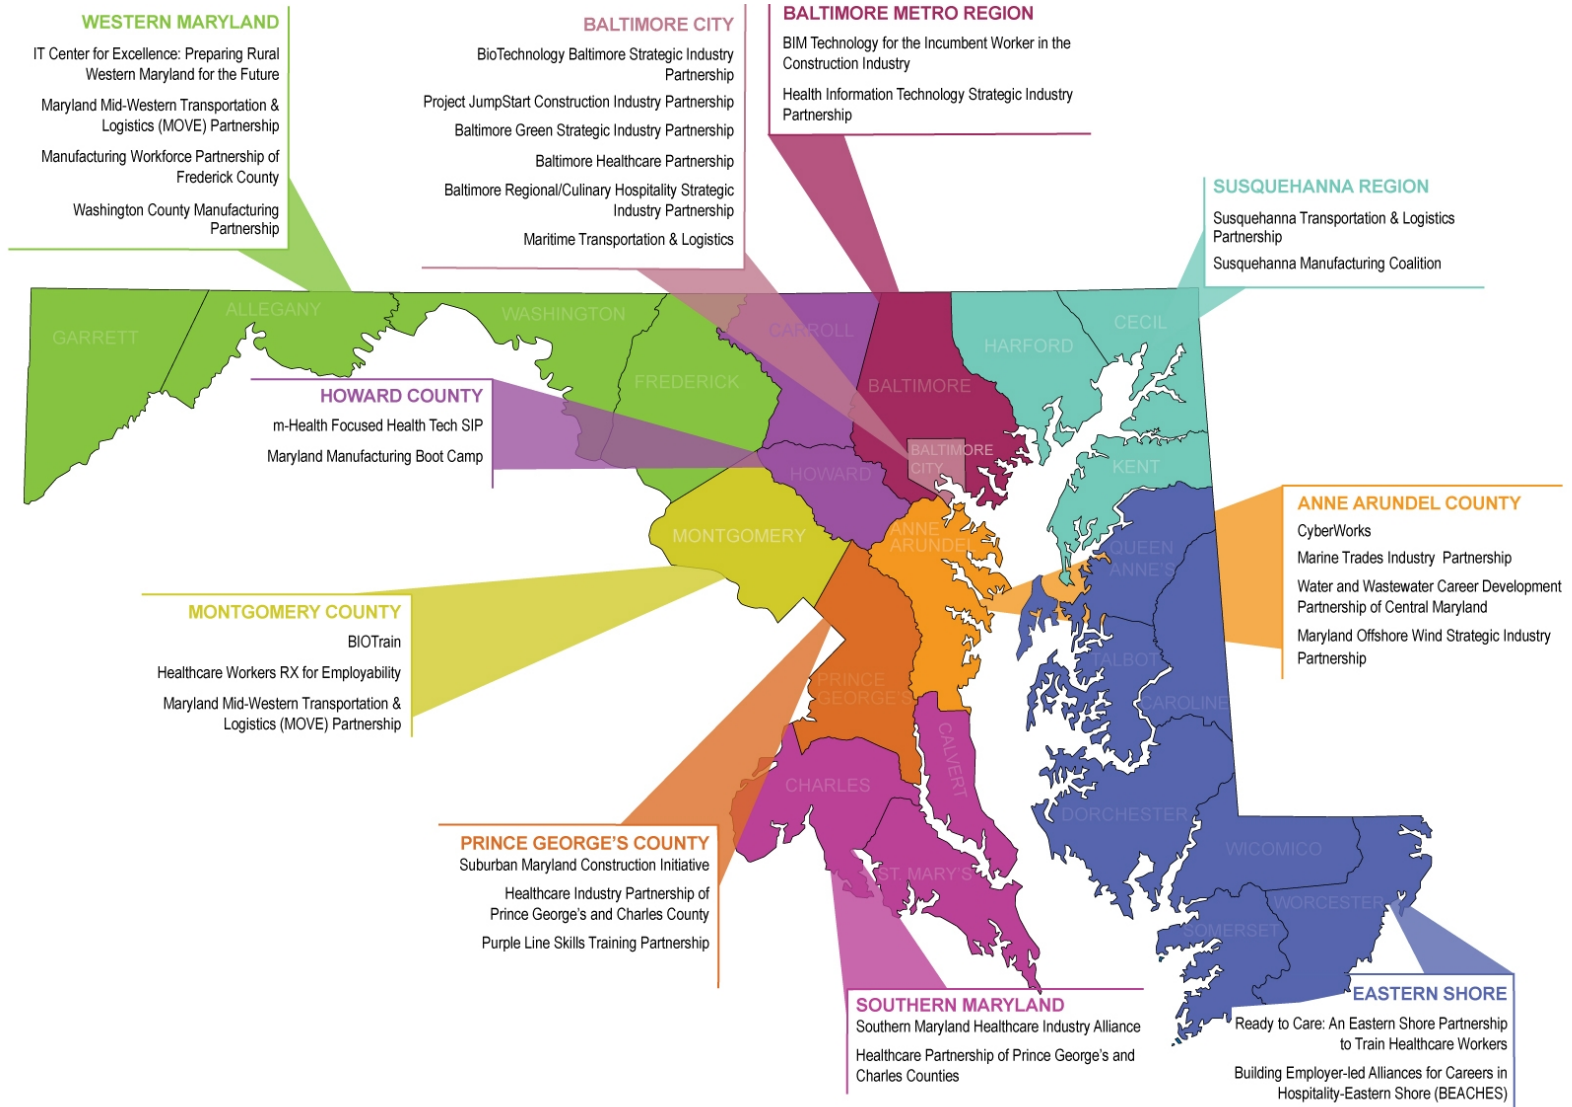 WESTERN MARYLAND
IT Center for Excellence: Preparing Rural
Western Maryland for the Future
Maryland Mid-Western Transportation &
Logistics (MOVE) Partnership
Manufacturing Workforce Partnership of
Frederick County
Washington County Manufacturing
Partnership
BALTIMORE CITY
BioTechnology Baltimore Strategic Industry
Partnership
Project JumpStart Construction Industry Partnership
Baltimore Green Strategic Industry Partnership
Baltimore Healthcare Partnership
Baltimore Regional/Culinary Hospitality Strategic
Industry Partnership
Maritime Transportation & Logistics
BALTIMORE METRO REGION
BIM Technology for the Incumbent Worker in the
Construction Industry
Health Information Technology Strategic Industry
Partnership
SUSQUEHANNA REGION
Susquehanna Transportation & Logistics
Partnership
Susquehanna Manufacturing Coalition
GARRETT
ALLEGANY
WASHINGTON
FREDERICK
CARROLL
BALTIMORE
HARFORD
CECIL
HOWARD COUNTY
m-Health Focused Health Tech SIP
Maryland Manufacturing Boot Camp
HOWARD
BALTIMORE
CITY
KENT
MONTGOMERY
ANNE
ARUNDEL
QUEEN
ANNE'S
ANNE ARUNDEL COUNTY
CyberWorks
Marine Trades Industry Partnership
Water and Wastewater Career Development
Partnership of Central Maryland
Maryland Offshore Wind Strategic Industry
Partnership
MONTGOMERY COUNTY
BIOTrain
Healthcare Workers RX for Employability
Maryland Mid-Western Transportation &
Logistics (MOVE) Partnership
PRINCE
GEORGE'S
TALBOT
CAROLINE
CHARLES
CALVERT
DORCHESTER
WICOMICO
ST. MARY'S
WORCESTER
SOMERSET
PRINCE GEORGE'S COUNTY
Suburban Maryland Construction Initiative
Healthcare Industry Partnership of
Prince George's and Charles County
Purple Line Skills Training Partnership
SOUTHERN MARYLAND
Southern Maryland Healthcare Industry Alliance
Healthcare Partnership of Prince George's and
Charles Counties
EASTERN SHORE
Ready to Care: An Eastern Shore Partnership
to Train Healthcare Workers
Building Employer-led Alliances for Careers in
Hospitality-Eastern Shore (BEACHES)